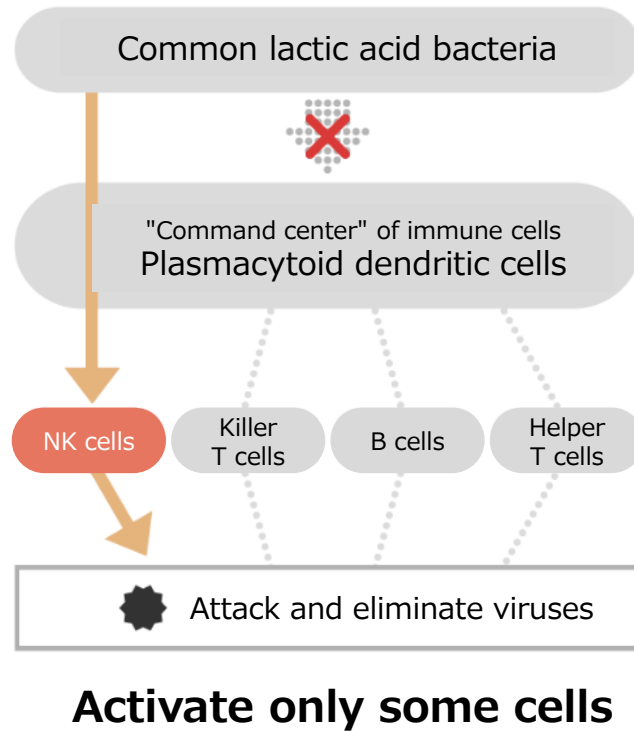 Common lactic acid bacteria
"Command center" of immune cells
Plasmacytoid dendritic cells
NK cells
Killer
T cells
B cells
Helper
T cells
Attack and eliminate viruses
Activate only some cells